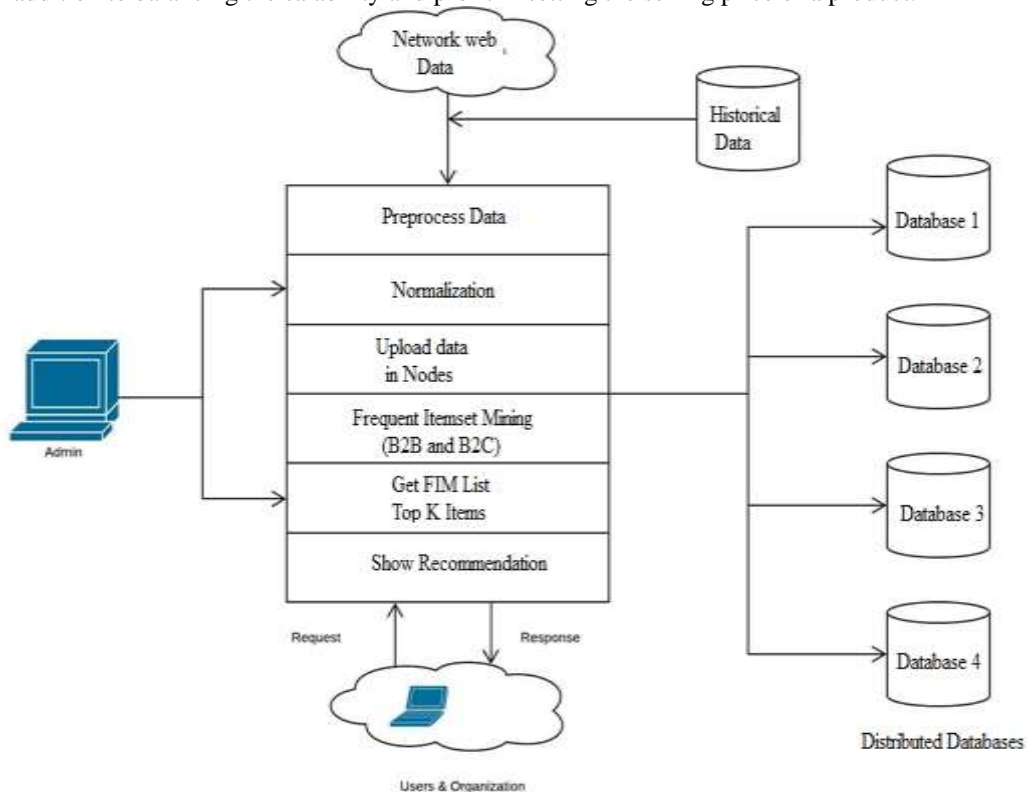 Network web
Data
Historical
Data
Preprocess Data
Normalization
Upload data
in Nodes
Frequent Itemset Mining
(B2B and B2C)
Get FIM List
Top K Items
Show Recommendation
Admin
Database 1
Database 2
Database 3
Database 4
Distributed Databases
Request
Response
Users & Organization